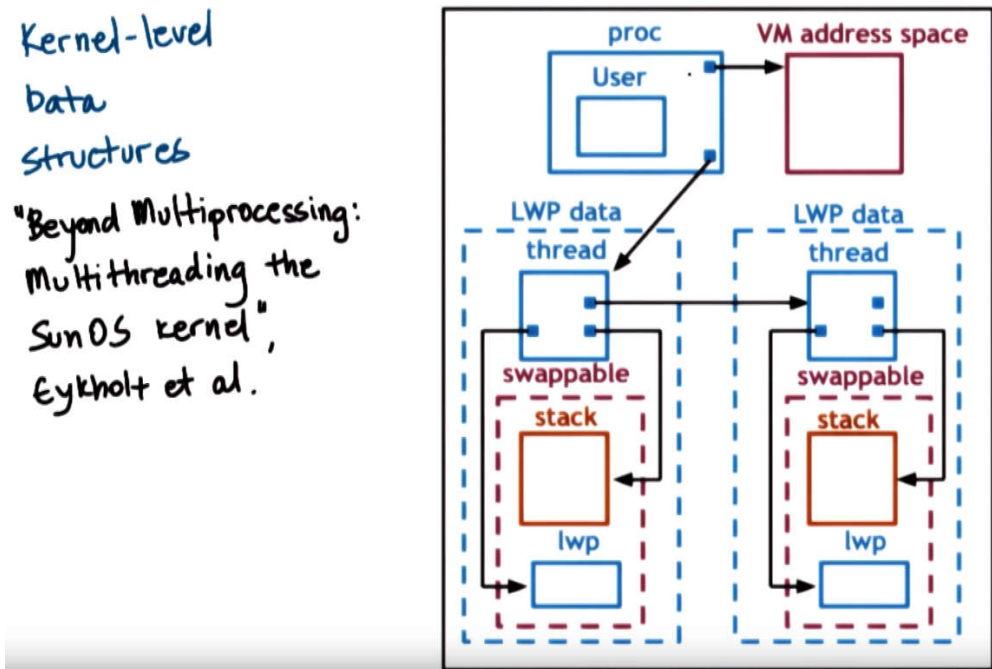 Kernel-level
data
structures
"Beyond Multiprocessing:
Multithreading the
SunOS kernel",
Eykholt et al.
proc
VM address space
User
LWP data
thread
swappable
stack
lwp
LWP data
thread
swappable
stack
lwp